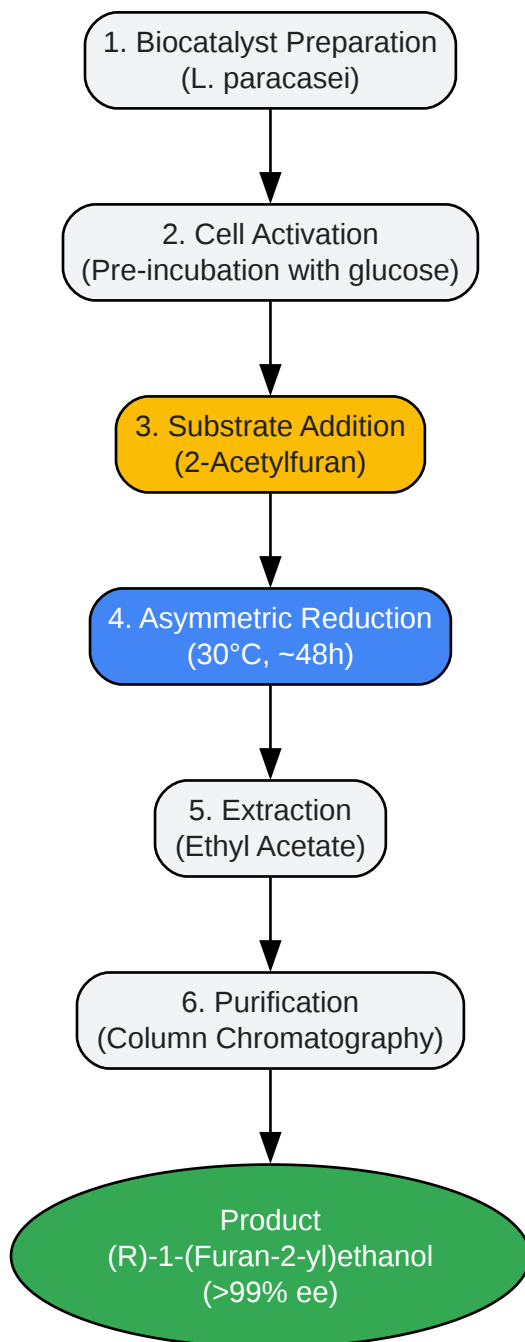 1. Biocatalyst Preparation
(L. paracasei)
2. Cell Activation
(Pre-incubation with glucose)
3. Substrate Addition
(2-Acetylfuran)
4. Asymmetric Reduction
(30°C, ~48h)
5. Extraction
(Ethyl Acetate)
6. Purification
(Column Chromatography)
Product
(R)-1-(Furan-2-yl)ethanol
(>99% ee)